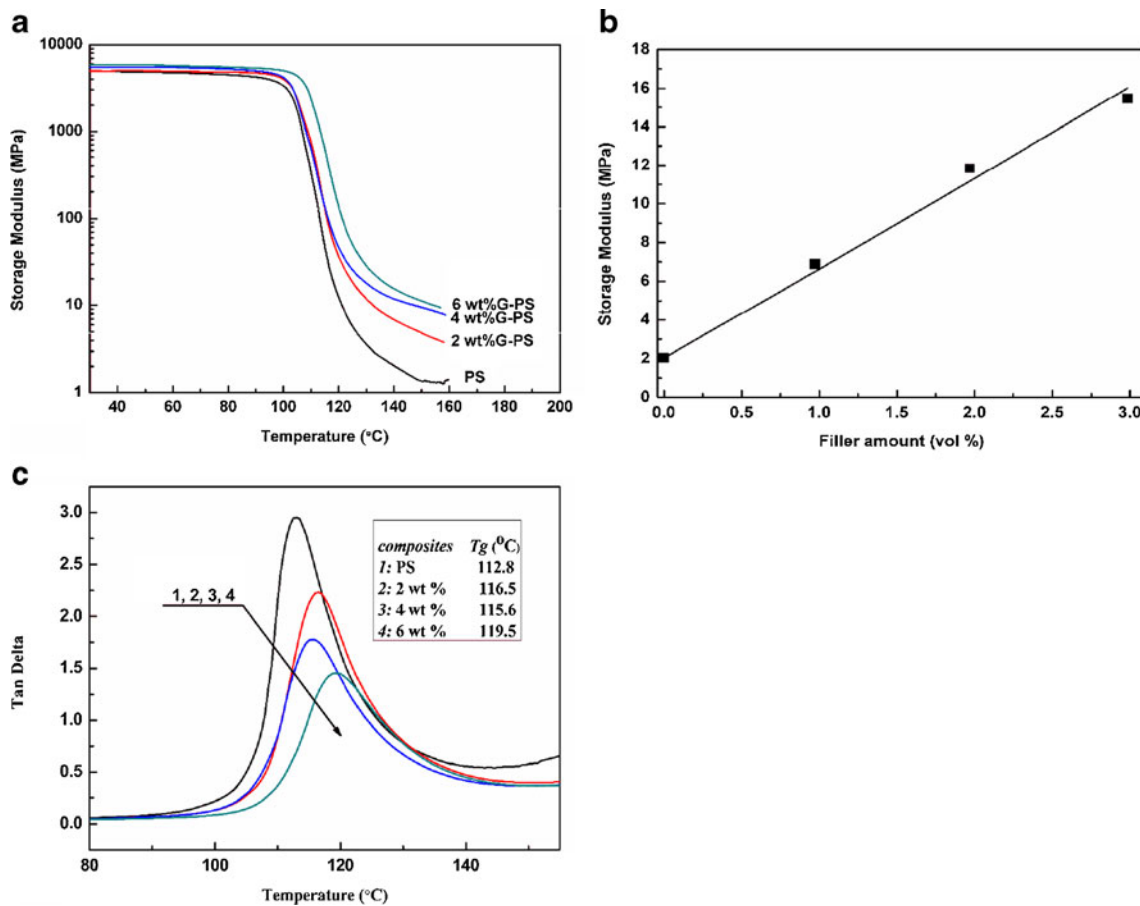 a
10000
1000
100
10
1
Storage Modulus (MPa)
6 wt%G-PS
4 wt%G-PS
2 wt%G-PS
PS
40 60 80 100 120 140 160 180 200
Temperature (°C)
b
18
16
14
12
10
8
6
4
2
0
Storage Modulus (MPa)
0.0 0.5 1.0 1.5 2.0 2.5 3.0
Filler amount (vol %)
c
3.0
2.5
2.0
1.5
1.0
0.5
0.0
Tan Delta
1, 2, 3, 4
composites Tg (°C)
1: PS 112.8
2: 2 wt % 116.5
3: 4 wt % 115.6
4: 6 wt % 119.5
80 100 120 140
Temperature (°C)